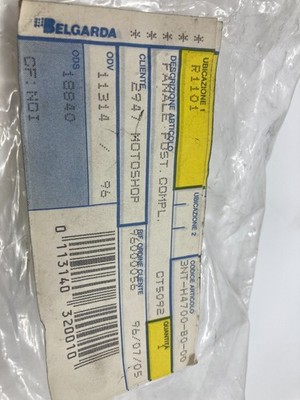 BELGARDA ******
UBICAZIONE 1
R1101
UBICAZIONE 2
CODICE ARTICOLO
3NT-H4700-80-00
DESCRIZIONE ARTICOLO
FANALE POST. COMPL.
CT5092
QUANTITA'
1
CLIENTE
2947 MOTOSHOP
RIF. ORDINE CLIENTE
96000056
96/07/05
ODV
11314 / 96
ODS
18840
CF: NDI
0 113140 320010